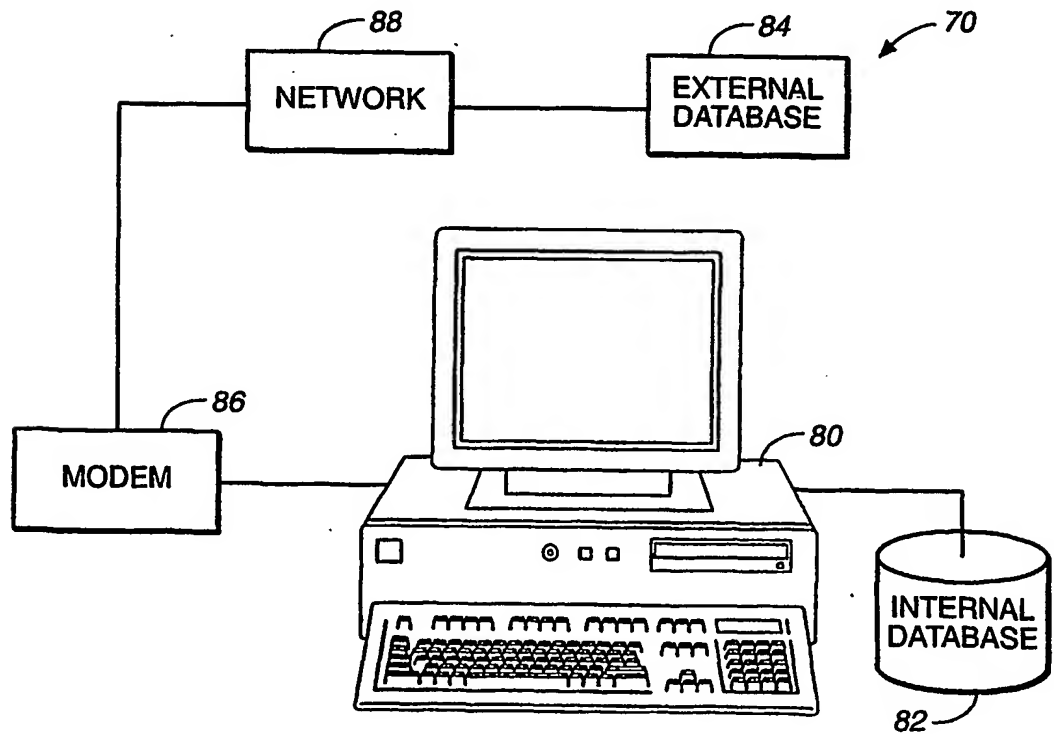 88
84
70
NETWORK
EXTERNAL
DATABASE
86
MODEM
80
INTERNAL
DATABASE
82